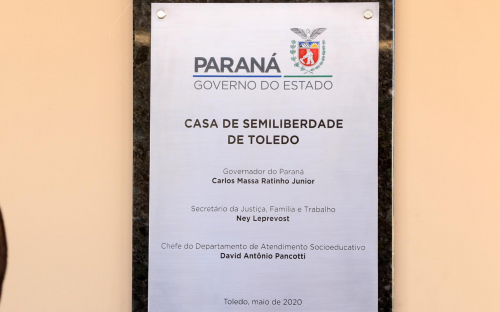 PARANÁ
GOVERNO DO ESTADO
CASA DE SEMILIBERDADE
DE TOLEDO
Governador do Paraná
Carlos Massa Ratinho Junior
Secretário da Justiça, Família e Trabalho
Ney Leprevost
Chefe do Departamento de Atendimento Socioeducativo
David Antônio Pancotti
Toledo, maio de 2020